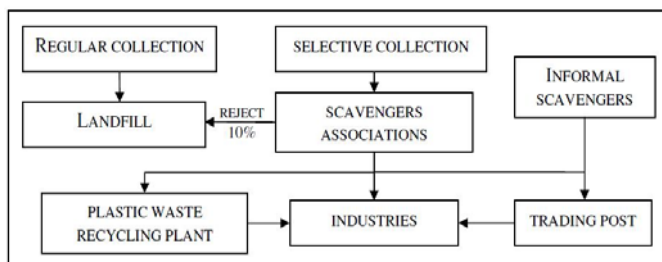 REGULAR COLLECTION
SELECTIVE COLLECTION
INFORMAL
SCAVENGERS
LANDFILL
REJECT
10%
SCAVENGERS
ASSOCIATIONS
PLASTIC WASTE
RECYCLING PLANT
INDUSTRIES
TRADING POST